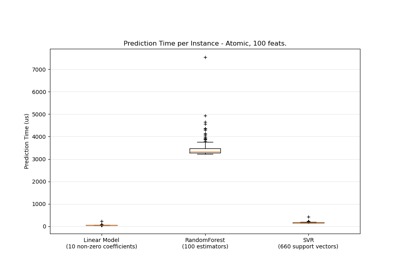 Prediction Time per Instance - Atomic, 100 feats.
Prediction Time (us)
7000
6000
5000
4000
3000
2000
1000
0
Linear Model
(10 non-zero coefficients)
RandomForest
(100 estimators)
SVR
(660 support vectors)